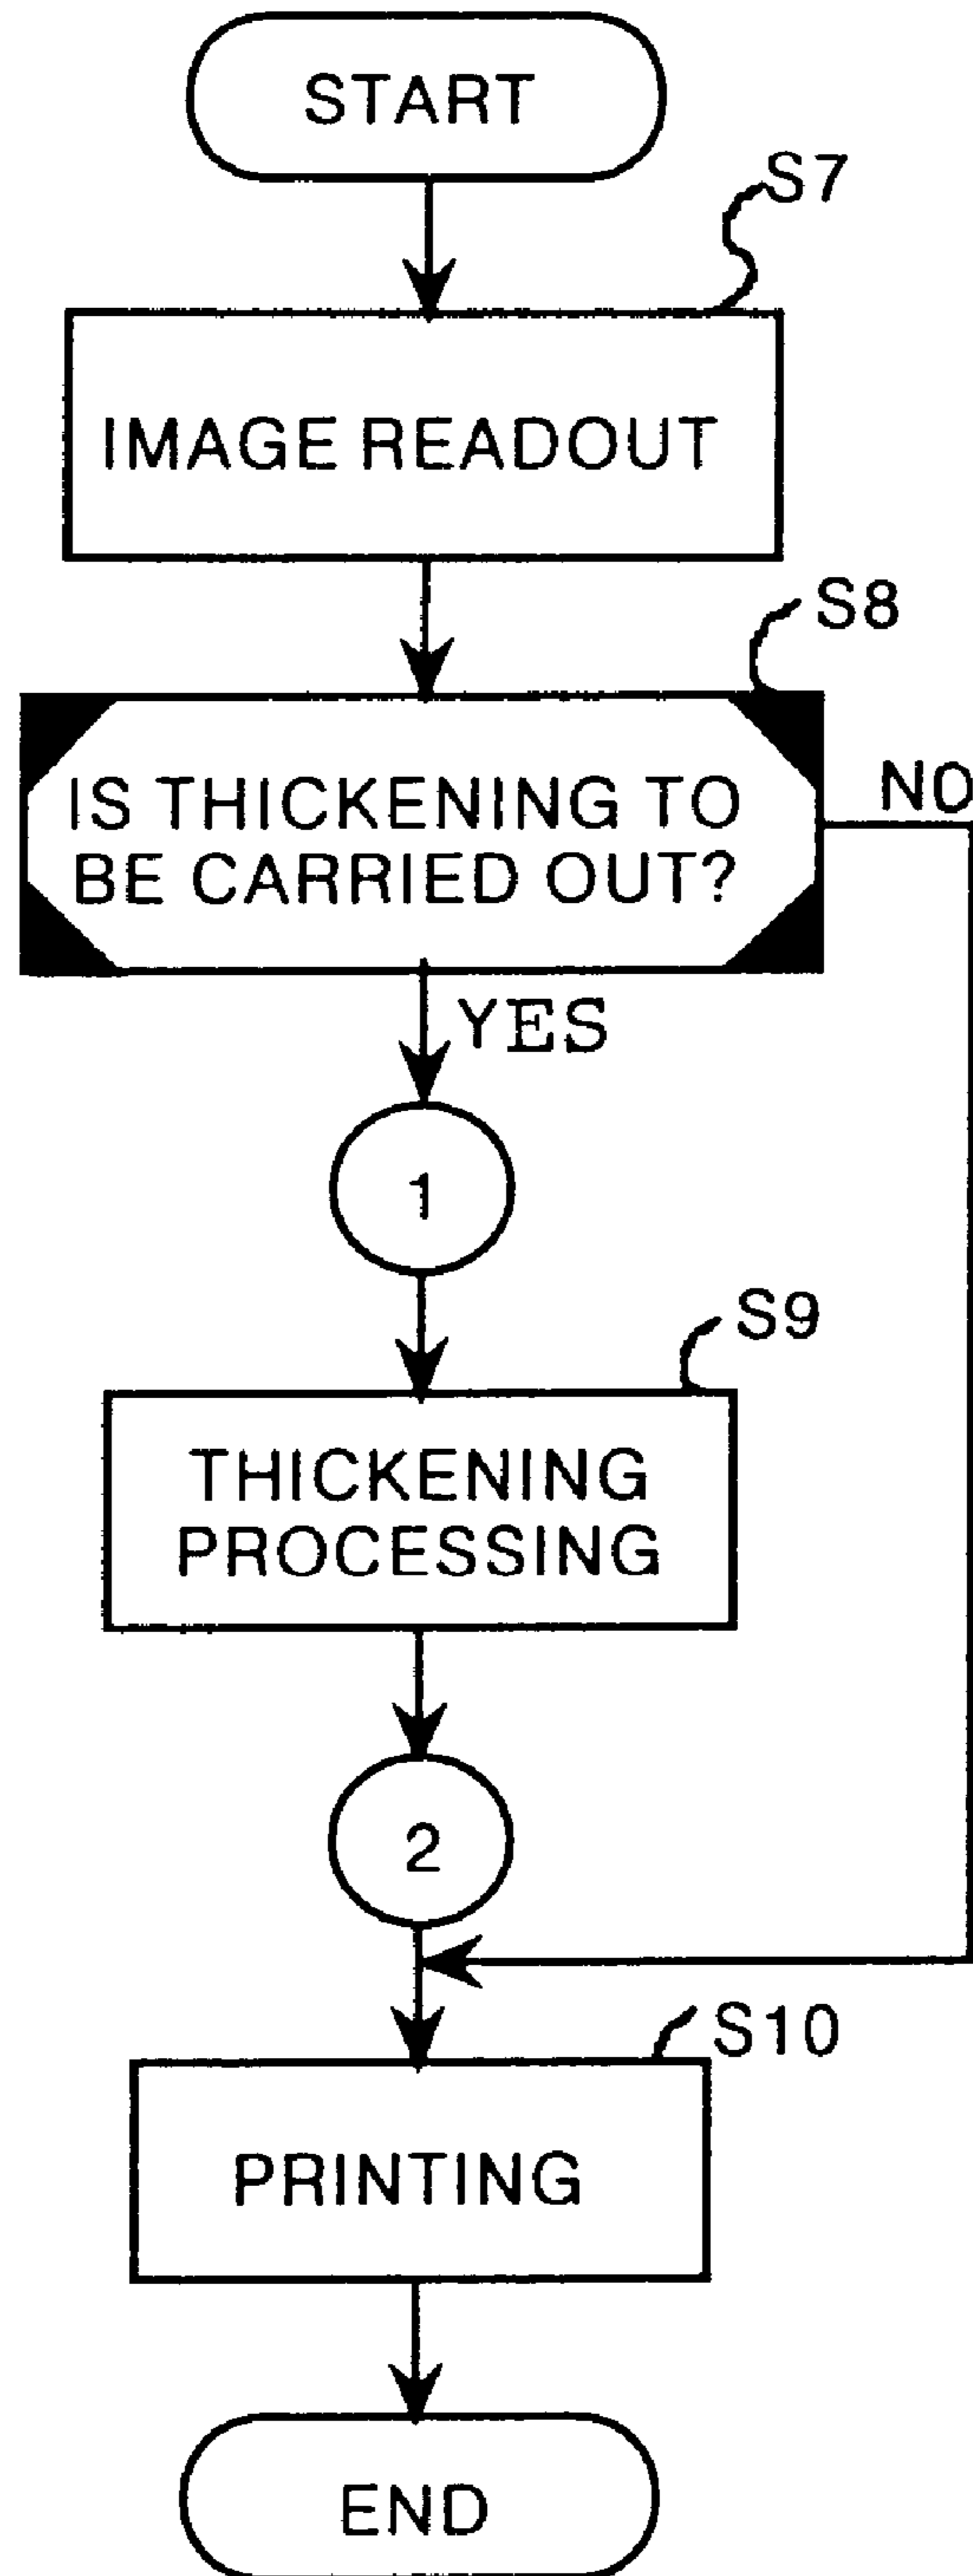 START
S7
IMAGE READOUT
S8
IS THICKENING TO
BE CARRIED OUT?
NO
YES
1
S9
THICKENING
PROCESSING
2
S10
PRINTING
END